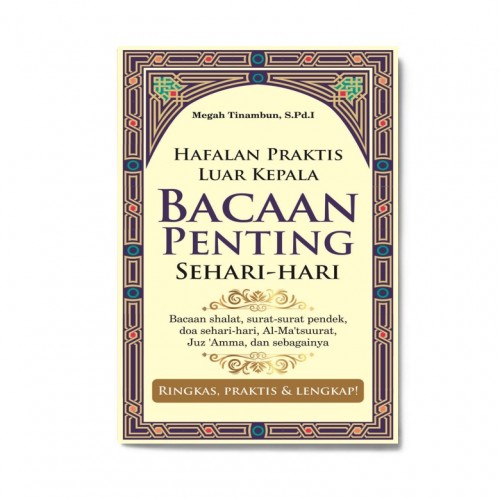 Megah Tinambun, S.Pd.I
HAFALAN PRAKTIS
LUAR KEPALA
BACAAN
PENTING
SEHARI-HARI
Bacaan shalat, surat-surat pendek,
doa sehari-hari, Al-Ma'tsuurat,
Juz 'Amma, dan sebagainya
RINGKAS, PRAKTIS & LENGKAP!